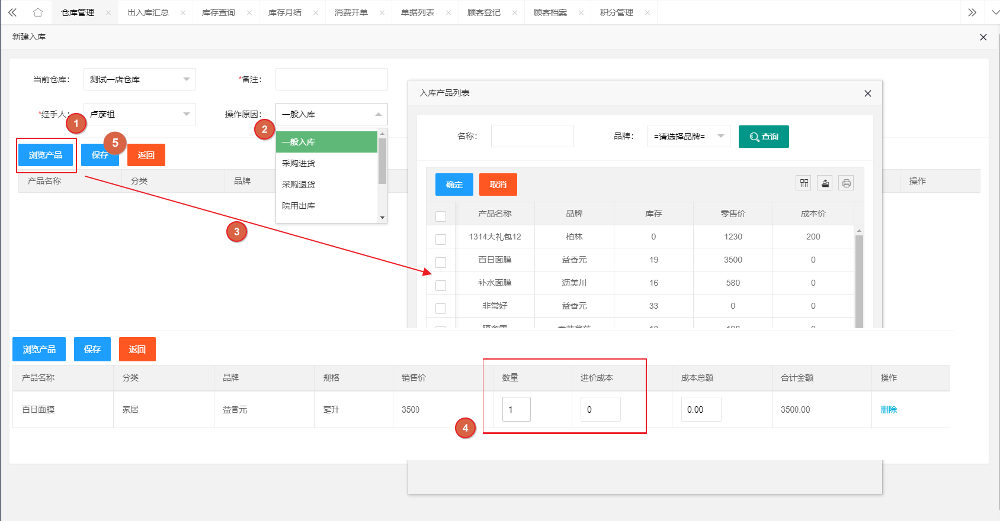 仓库管理 出入库汇总 库存查询 库存月结 消费开单 单据列表 顾客登记 顾客档案 积分管理
新建入库
当前仓库: 测试一店仓库 *备注:
*经手人: 卢彦祖 操作原因: 一般入库
1 2
一般入库
采购进货
采购退货
院用出库
浏览产品 保存 返回
5
产品名称 分类 品牌 操作
3
入库产品列表
名称: 品牌: =请选择品牌= 查询
确定 取消
产品名称 品牌 库存 零售价 成本价
1314大礼包12 柏林 0 1230 200
百日面膜 益香元 19 3500 0
补水面膜 沥美川 16 580 0
非常好 益香元 33 0 0
浏览产品 保存 返回
产品名称 分类 品牌 规格 销售价 数量 进价成本 成本总额 合计金额 操作
百日面膜 家居 益香元 毫升 3500 1 0 0.00 3500.00 删除
4